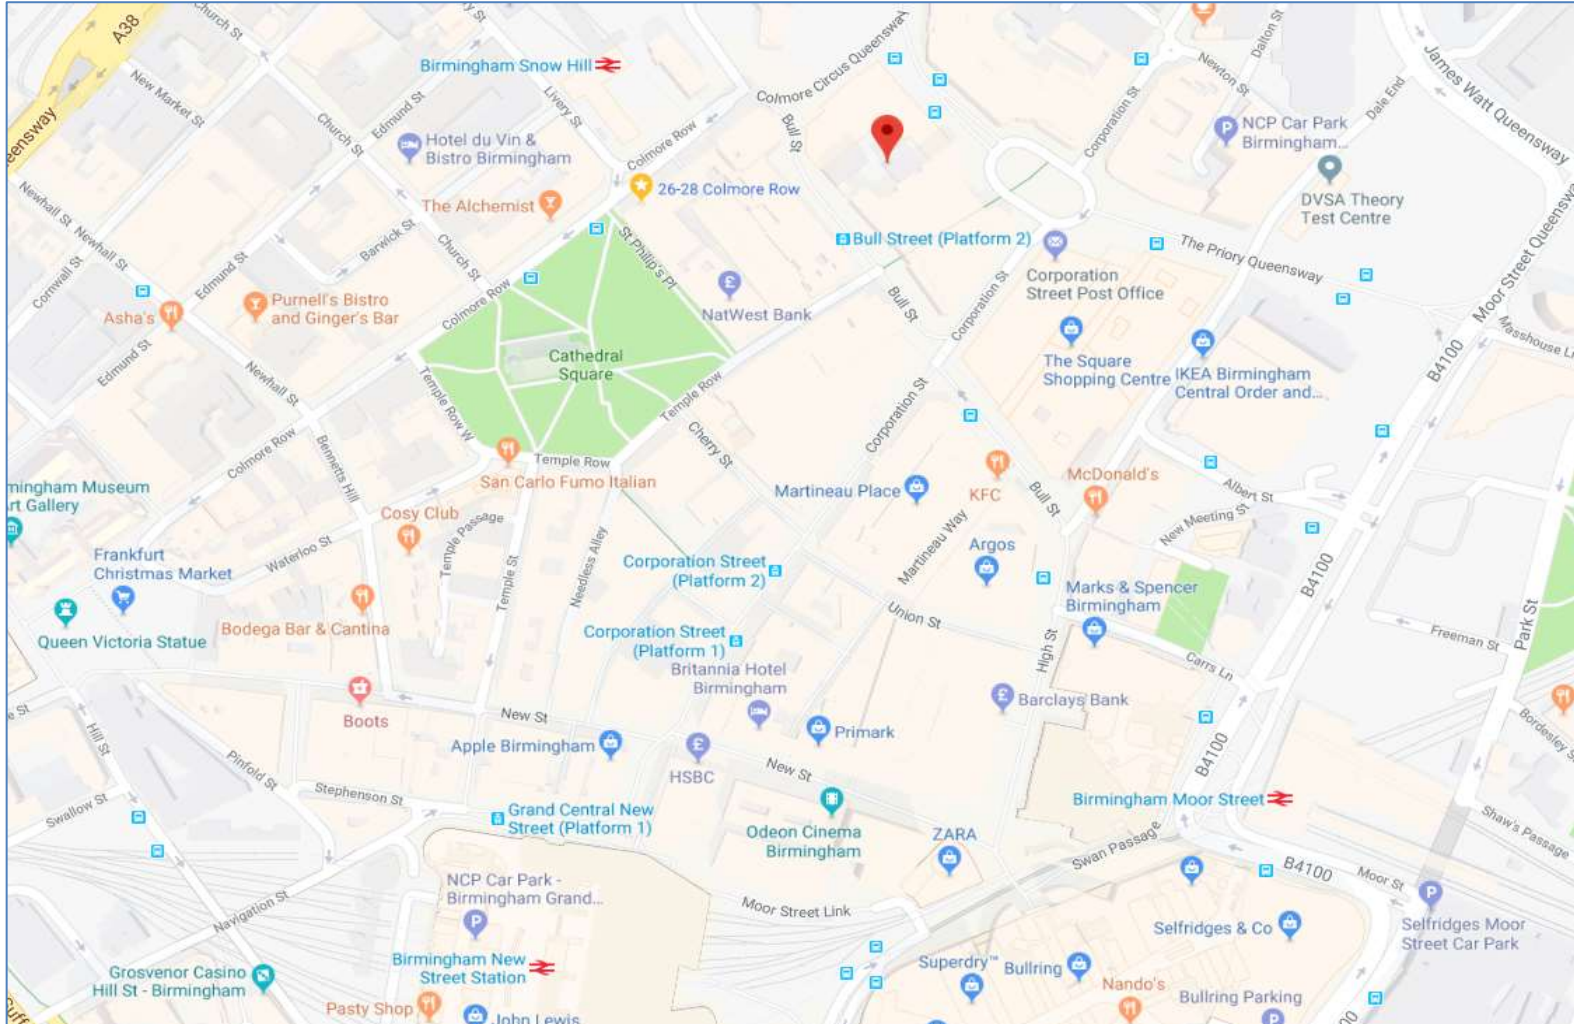 A38
Church St
ry St
Birmingham Snow Hill
New Market St
Edmund St
Livery St
Church St
Colmore Circus Queensway
Bull St
Colmore Row
Corporation St
Newton St
Dalton St
Dale End
James Watt Queensway
eensway
Hotel du Vin &
Bistro Birmingham
NCP Car Park
Birmingham...
26-28 Colmore Row
The Alchemist
DVSA Theory
Test Centre
Newhall St
Newhall St
Cornwall St
Edmund St
Barwick St
Church St
St Philip's Pl
Bull Street (Platform 2)
The Priory Queensway
Moor Street Queensway
Corporation
Street Post Office
Purnell's Bistro
and Ginger's Bar
Asha's
Colmore Row
NatWest Bank
Bull St
Corporation St
Masshouse L
Edmund St
Newhall St
Cathedral
Square
The Square
Shopping Centre
IKEA Birmingham
Central Order and...
B4100
Temple Row W
Temple Row
Corporation St
Cherry St
Colmore Row
Bennetts Hill
Temple Row
San Carlo Fumo Italian
mingham Museum
rt Gallery
Martineau Place
KFC
McDonald's
Bull St
Albert St
New Meeting St
Cosy Club
Temple Passage
Waterloo St
Frankfurt
Christmas Market
Needless Alley
Temple St
Martineau Way
Argos
Corporation Street
(Platform 2)
Marks & Spencer
Birmingham
B4100
Park St
Queen Victoria Statue
Bodega Bar & Cantina
Corporation Street
(Platform 1)
Union St
High St
Freeman St
Carrs Ln
Britannia Hotel
Birmingham
Barclays Bank
e St
Boots
New St
Hill St
Pinfold St
Apple Birmingham
Primark
HSBC
New St
B4100
Bordesley S
Swallow St
Stephenson St
Grand Central New
Street (Platform 1)
Birmingham Moor Street
Odeon Cinema
Birmingham
ZARA
Swan Passage
Shaw's Passage
B4100
Moor St
NCP Car Park -
Birmingham Grand...
Navigation St
Moor Street Link
Selfridges & Co
Selfridges Moor
Street Car Park
Grosvenor Casino
Hill St - Birmingham
Birmingham New
Street Station
Superdry™ Bullring
Nando's
Bullring Parking
Pasty Shop
John Lewis
Suff
00